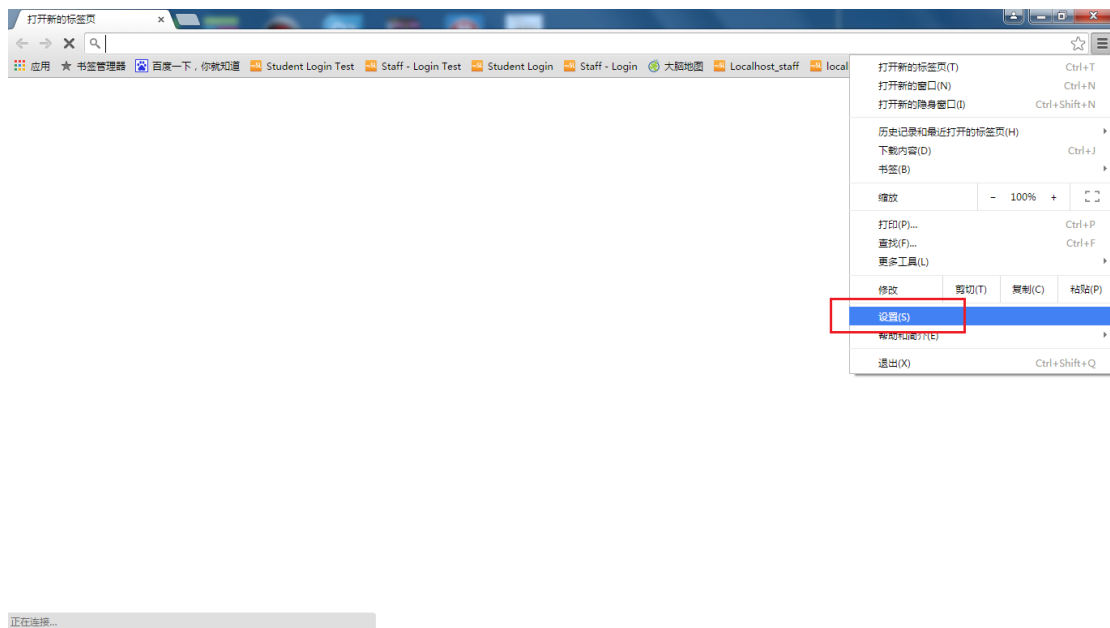 打开新的标签页
应用 书签管理器 百度一下，你就知道 Student Login Test Staff - Login Test Student Login Staff - Login 大脑地图 Localhost_staff local
打开新的标签页(T) Ctrl+T
打开新的窗口(N) Ctrl+N
打开新的隐身窗口(I) Ctrl+Shift+N
历史记录和最近打开的标签页(H)
下载内容(D) Ctrl+J
书签(B)
缩放 - 100% +
打印(P)... Ctrl+P
查找(F)... Ctrl+F
更多工具(L)
修改 剪切(T) 复制(C) 粘贴(P)
设置(S)
帮助和简介(E)
退出(X) Ctrl+Shift+Q
正在连接...